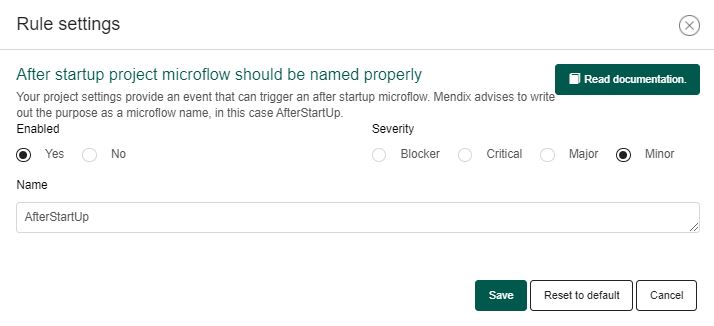 Rule settings
After startup project microflow should be named properly
Read documentation.
Your project settings provide an event that can trigger an after startup microflow. Mendix advises to write
out the purpose as a microflow name, in this case AfterStartUp.
Enabled Severity
Yes No Blocker Critical Major Minor
Name
AfterStartUp
Save Reset to default Cancel